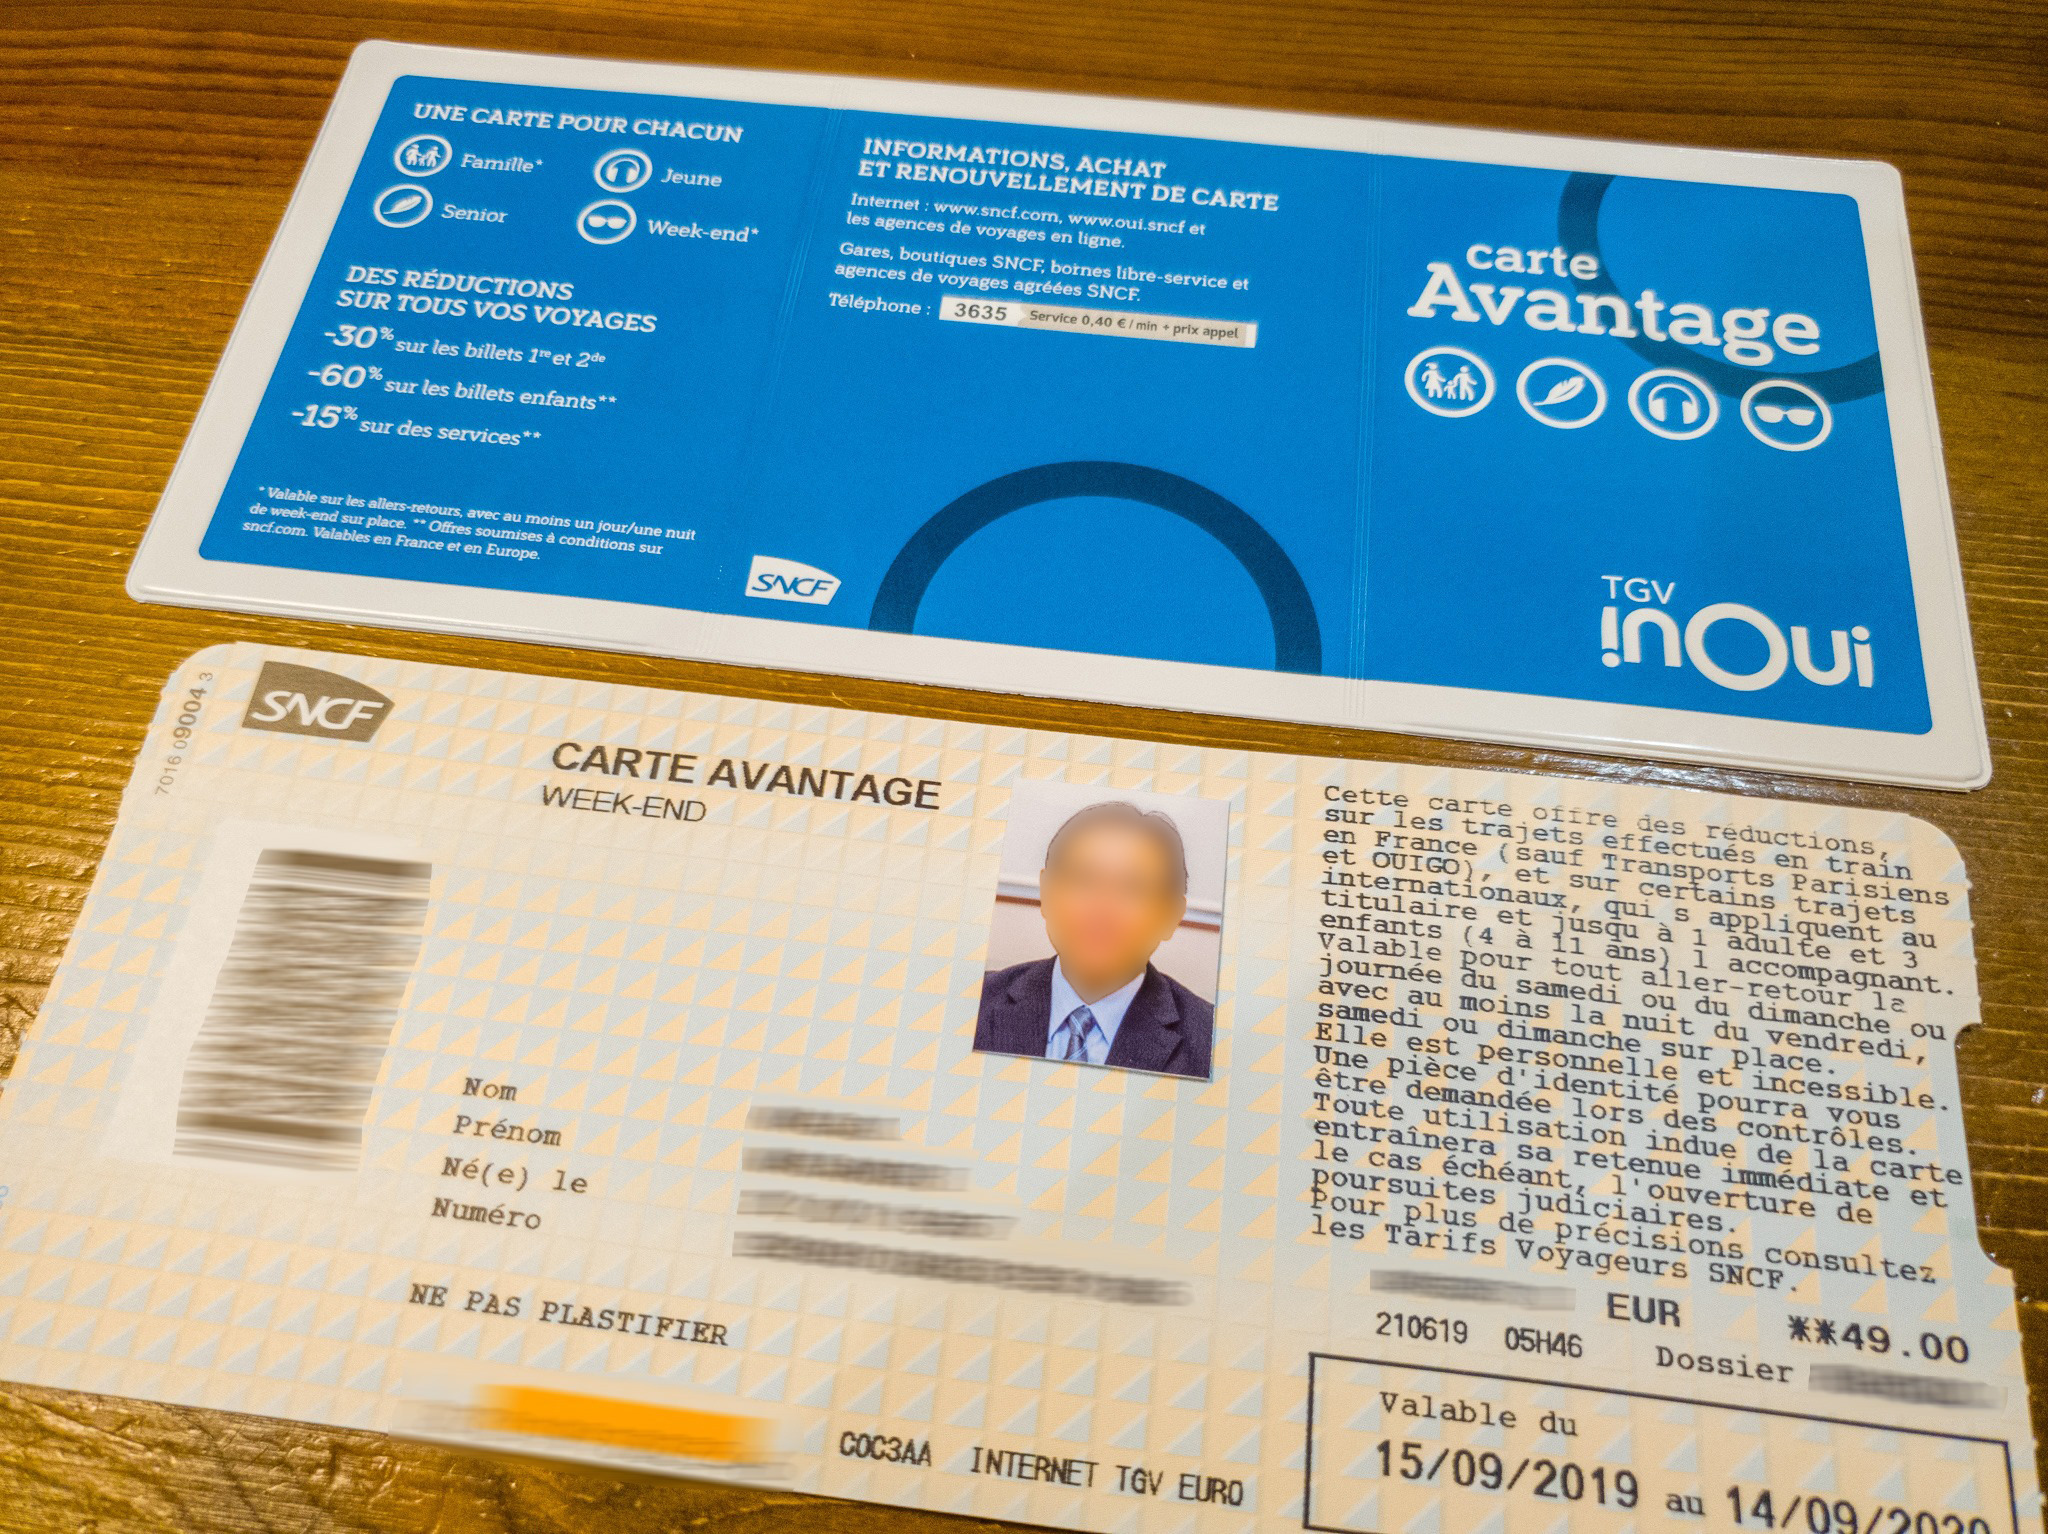 UNE CARTE POUR CHACUN
Famille*
Jeune
Senior
Week-end*
DES RÉDUCTIONS
SUR TOUS VOS VOYAGES
-30% sur les billets 1re et 2de
-60% sur les billets enfants**
-15% sur des services**
* Valable sur les allers-retours, avec au moins un jour/une nuit
de week-end sur place. ** Offres soumises à conditions sur
sncf.com. Valables en France et en Europe.
INFORMATIONS, ACHAT
ET RENOUVELLEMENT DE CARTE
Internet : www.sncf.com, www.oui.sncf et
les agences de voyages en ligne.
Gares, boutiques SNCF, bornes libre-service et
agences de voyages agréées SNCF.
Téléphone : 3635 Service 0,40 € / min + prix appel
SNCF
carte
Avantage
TGV
inOui
7016 09004 3
SNCF
CARTE AVANTAGE
WEEK-END
Nom
Prénom
Né(e) le
Numéro
NE PAS PLASTIFIER
COC3AA INTERNET TGV EURO
Cette carte offre des réductions,
sur les trajets effectués en train
en France (sauf Transports Parisiens
et OUIGO), et sur certains trajets
internationaux, qui s appliquent au
titulaire et jusqu à 1 adulte et 3
enfants (4 à 11 ans) l accompagnant.
Valable pour tout aller-retour la
journée du samedi ou du dimanche ou
avec au moins la nuit du vendredi,
samedi ou dimanche sur place.
Elle est personnelle et incessible.
Une pièce d'identité pourra vous
être demandée lors des contrôles.
Toute utilisation indue de la carte
entraînera sa retenue immédiate et
le cas échéant, l'ouverture de
poursuites judiciaires.
Pour plus de précisions consultez
les Tarifs Voyageurs SNCF.
EUR **49.00
210619 05H46 Dossier
Valable du
15/09/2019 au 14/09/2020